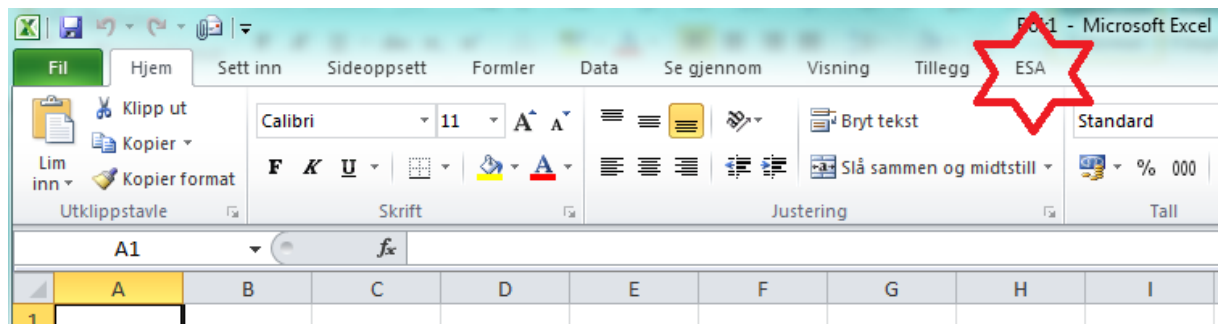 - Microsoft Excel
Fil Hjem Sett inn Sideoppsett Formler Data Se gjennom Visning Tillegg ESA
Klipp ut
Kopier
Kopier format
Lim
inn
Calibri 11 A A
F K U A
Bryt tekst
Slå sammen og midtstill
Standard
% 000
Utklippstavle Skrift Justering Tall
A1 fx
A B C D E F G H I
1